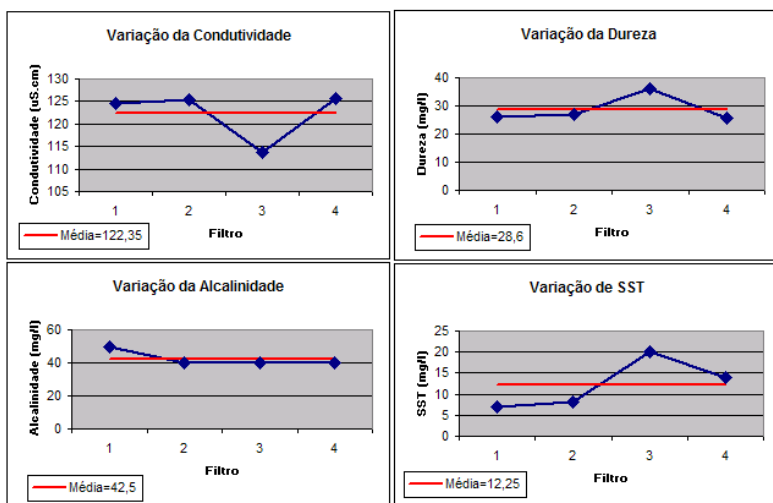 Variação da Condutividade
Condutividade (uS.cm)
130
125
120
115
110
105
1 2 3 4
Filtro
Média=122,35
Variação da Dureza
Dureza (mg/l)
40
30
20
10
0
1 2 3 4
Filtro
Média=28,6
Variação da Alcalinidade
Alcalinidade (mg/l)
60
40
20
0
1 2 3 4
Filtro
Média=42,5
Variação de SST
SST (mg/l)
25
20
15
10
5
0
1 2 3 4
Filtro
Média=12,25